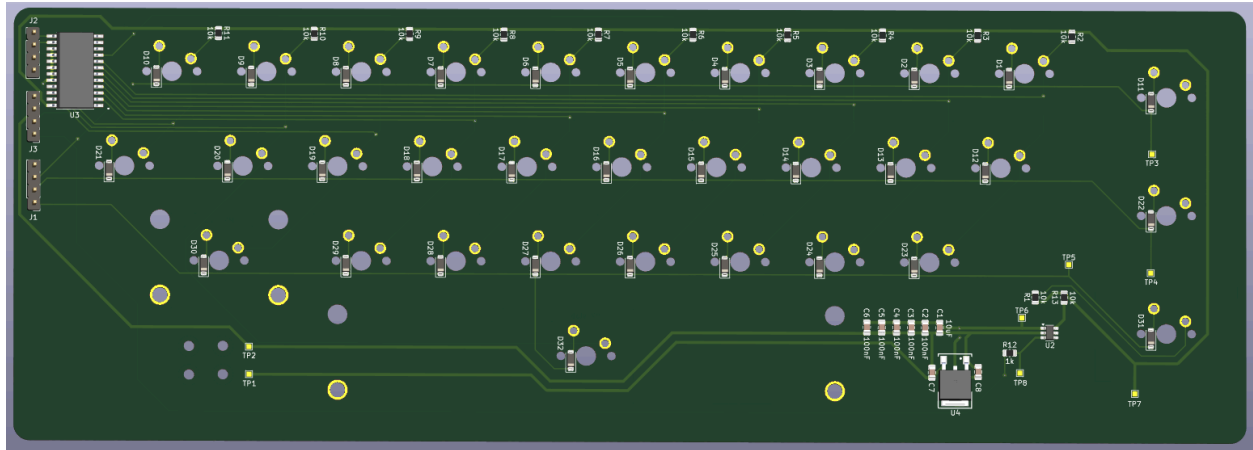 J2
R11
10k
R10
10k
R9
10k
R8
10k
R7
10k
R6
10k
R5
10k
R4
10k
R3
10k
R2
10k
D10
D9
D8
D7
D6
D5
D4
D3
D2
D1
D11
U3
J3
TP3
D21
D20
D19
D18
D17
D16
D15
D14
D13
D12
D22
J1
D30
D29
D28
D27
D26
D25
D24
D23
TP5
TP4
R1
10k
R13
10k
D31
C6
100nF
C5
100nF
C4
100nF
C3
100nF
C2
100nF
C1
10uF
TP6
U2
R12
1k
TP2
D32
TP1
C7
C8
TP8
U4
TP7